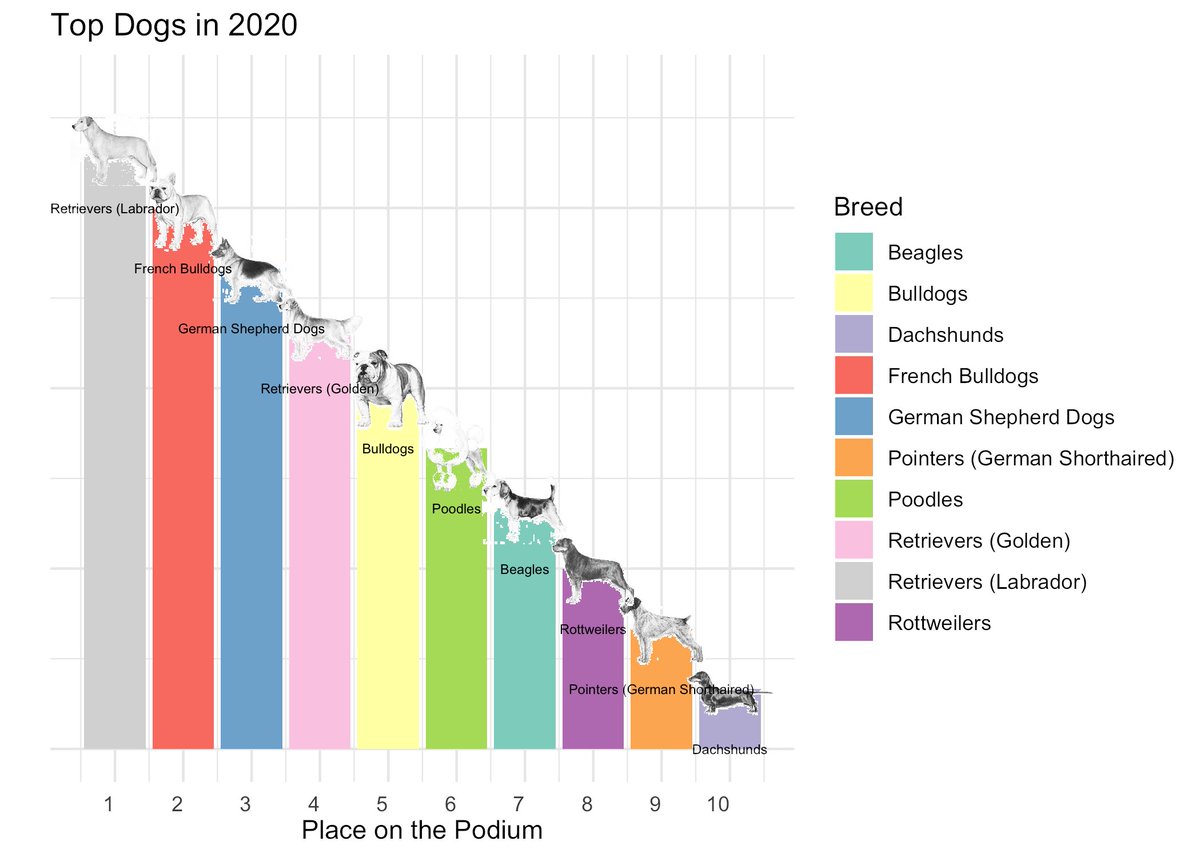 Top Dogs in 2020
Retrievers (Labrador)
French Bulldogs
German Shepherd Dogs
Retrievers (Golden)
Bulldogs
Poodles
Beagles
Rottweilers
Pointers (German Shorthaired)
Dachshunds
1 2 3 4 5 6 7 8 9 10
Place on the Podium
Breed
Beagles
Bulldogs
Dachshunds
French Bulldogs
German Shepherd Dogs
Pointers (German Shorthaired)
Poodles
Retrievers (Golden)
Retrievers (Labrador)
Rottweilers